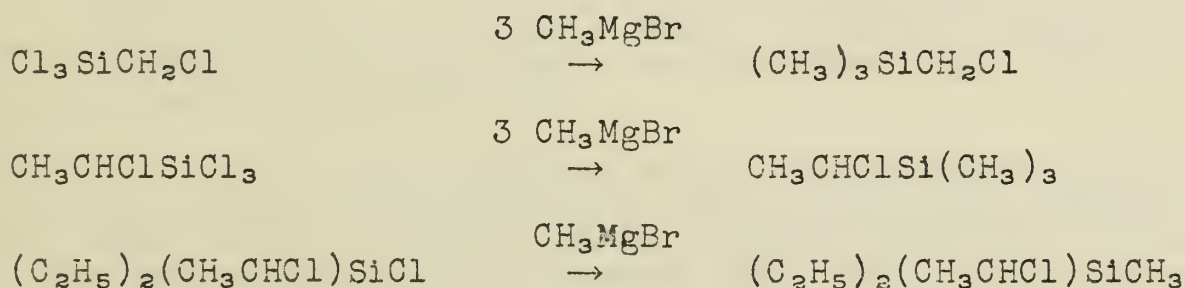 3 CH₃MgBr
Cl₃SiCH₂Cl → (CH₃)₃SiCH₂Cl
3 CH₃MgBr
CH₃CHClSiCl₃ → CH₃CHClSi(CH₃)₃
CH₃MgBr
(C₂H₅)₂(CH₃CHCl)SiCl → (C₂H₅)₂(CH₃CHCl)SiCH₃